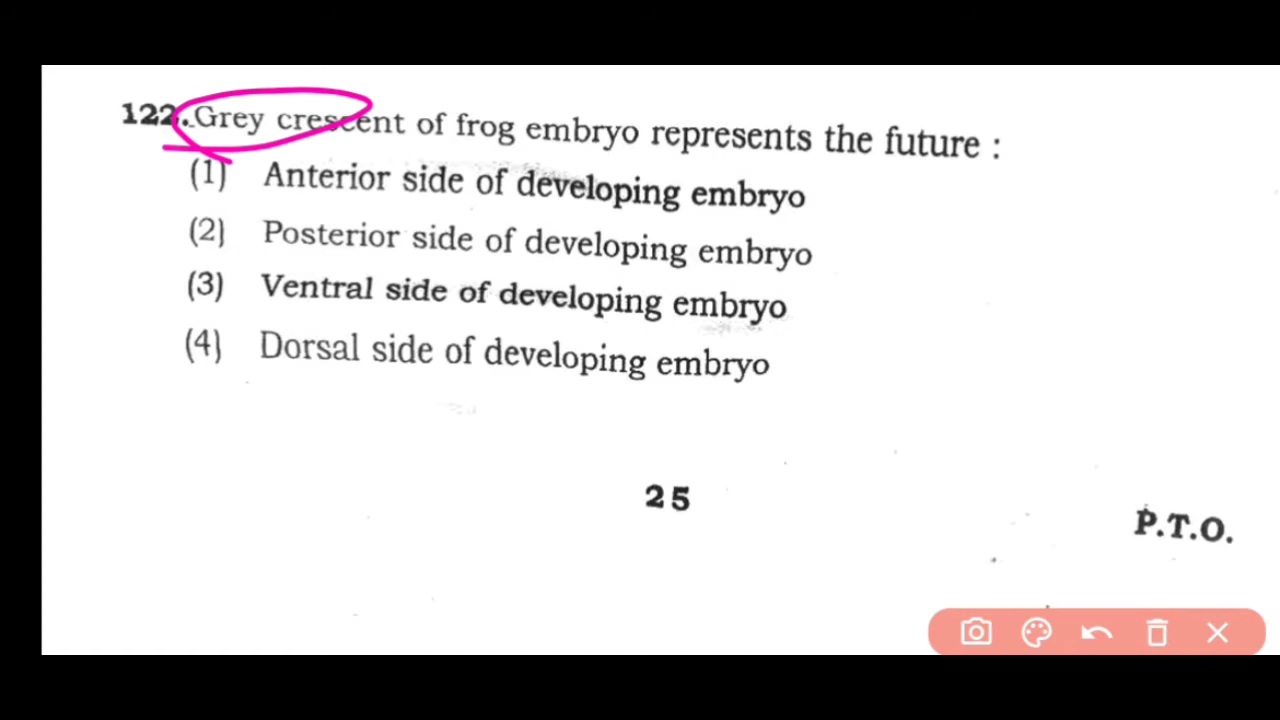 122. Grey crescent of frog embryo represents the future :
(1) Anterior side of developing embryo
(2) Posterior side of developing embryo
(3) Ventral side of developing embryo
(4) Dorsal side of developing embryo
25
P.T.O.